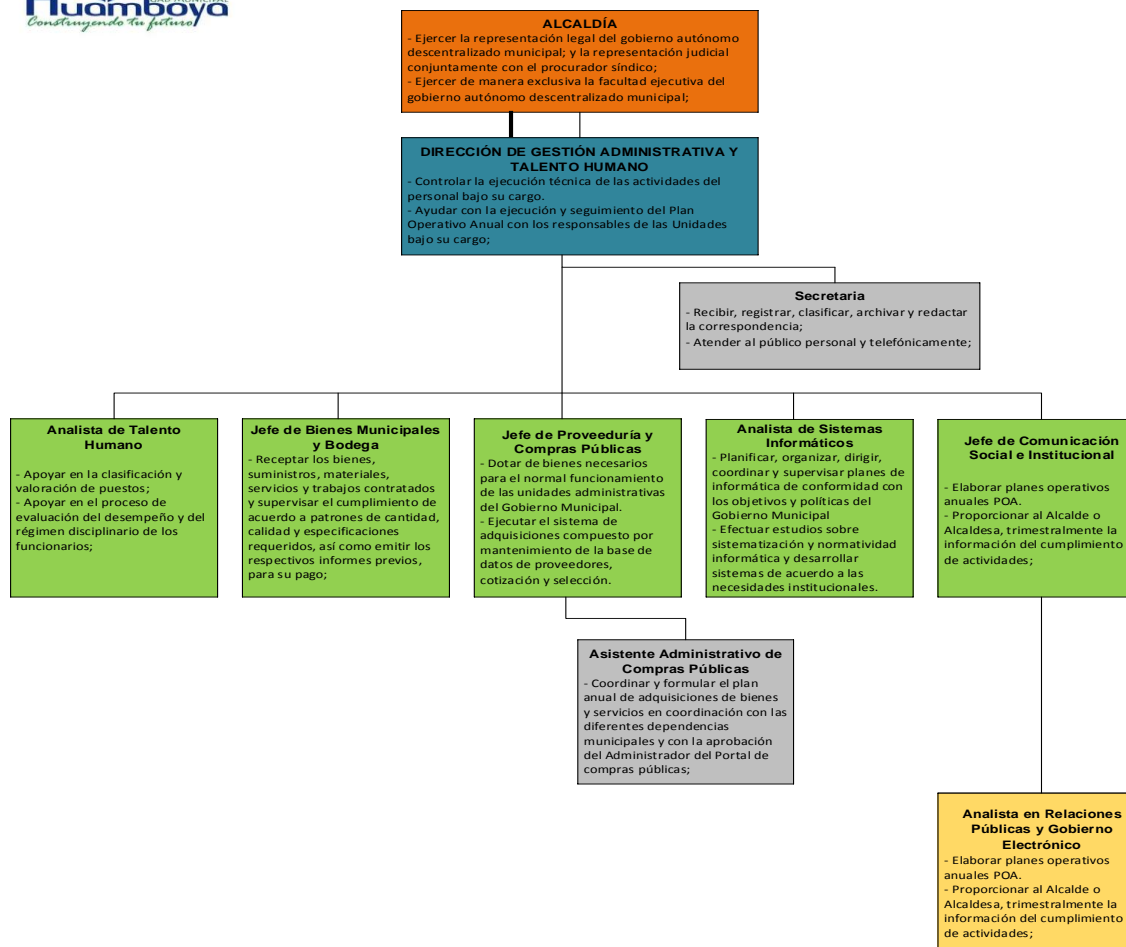 Huamboya
Construyendo tu futuro
ALCALDÍA
- Ejercer la representación legal del gobierno autónomo
descentralizado municipal; y la representación judicial
conjuntamente con el procurador síndico;
- Ejercer de manera exclusiva la facultad ejecutiva del
gobierno autónomo descentralizado municipal;
DIRECCIÓN DE GESTIÓN ADMINISTRATIVA Y
TALENTO HUMANO
- Controlar la ejecución técnica de las actividades del
personal bajo su cargo.
- Ayudar con la ejecución y seguimiento del Plan
Operativo Anual con los responsables de las Unidades
bajo su cargo;
Secretaria
- Recibir, registrar, clasificar, archivar y redactar
la correspondencia;
- Atender al público personal y telefónicamente;
Analista de Talento
Humano
- Apoyar en la clasificación y
valoración de puestos;
- Apoyar en el proceso de
evaluación del desempeño y del
régimen disciplinario de los
funcionarios;
Jefe de Bienes Municipales
y Bodega
- Receptar los bienes,
suministros, materiales,
servicios y trabajos contratados
y supervisar el cumplimiento de
acuerdo a patrones de cantidad,
calidad y especificaciones
requeridos, así como emitir los
respectivos informes previos,
para su pago;
Jefe de Proveeduría y
Compras Públicas
- Dotar de bienes necesarios
para el normal funcionamiento
de las unidades administrativas
del Gobierno Municipal.
- Ejecutar el sistema de
adquisiciones compuesto por
mantenimiento de la base de
datos de proveedores,
cotización y selección.
Analista de Sistemas
Informáticos
- Planificar, organizar, dirigir,
coordinar y supervisar planes de
informática de conformidad con
los objetivos y políticas del
Gobierno Municipal
- Efectuar estudios sobre
sistematización y normatividad
informática y desarrollar
sistemas de acuerdo a las
necesidades institucionales.
Jefe de Comunicación
Social e Institucional
- Elaborar planes operativos
anuales POA.
- Proporcionar al Alcalde o
Alcaldesa, trimestralmente la
información del cumplimiento
de actividades;
Asistente Administrativo de
Compras Públicas
- Coordinar y formular el plan
anual de adquisiciones de bienes
y servicios en coordinación con las
diferentes dependencias
municipales y con la aprobación
del Administrador del Portal de
compras públicas;
Analista en Relaciones
Públicas y Gobierno
Electrónico
- Elaborar planes operativos
anuales POA.
- Proporcionar al Alcalde o
Alcaldesa, trimestralmente la
información del cumplimiento
de actividades;